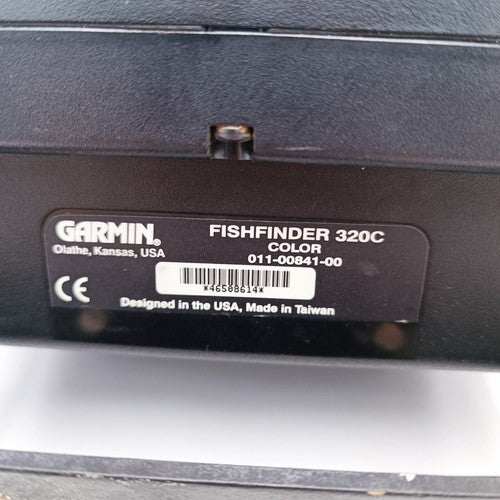 GARMIN®
Olathe, Kansas, USA
FISHFINDER 320C
COLOR
011-00841-00
CE
*46508614*
Designed in the USA, Made in Taiwan